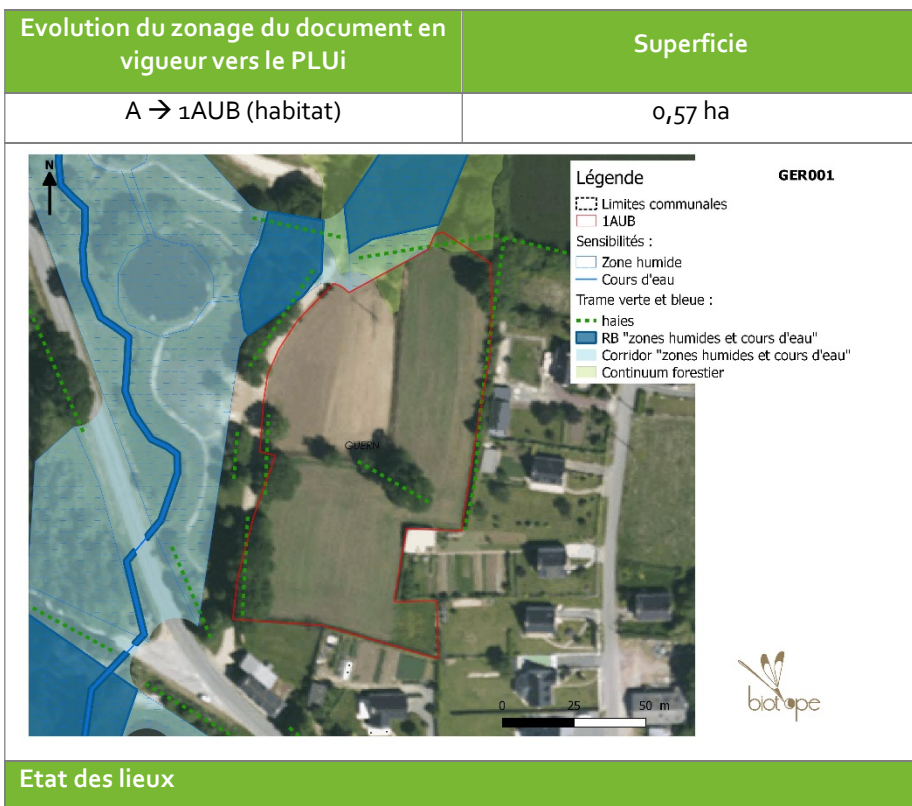 Evolution du zonage du document en
vigueur vers le PLUi
Superficie
A → 1AUB (habitat)
0,57 ha
N
Légende
GER001
Limites communales
1AUB
Sensibilités :
Zone humide
Cours d'eau
Trame verte et bleue :
haies
RB "zones humides et cours d'eau"
Corridor "zones humides et cours d'eau"
Continuum forestier
GUERN
0 25 50 m
biotope
Etat des lieux